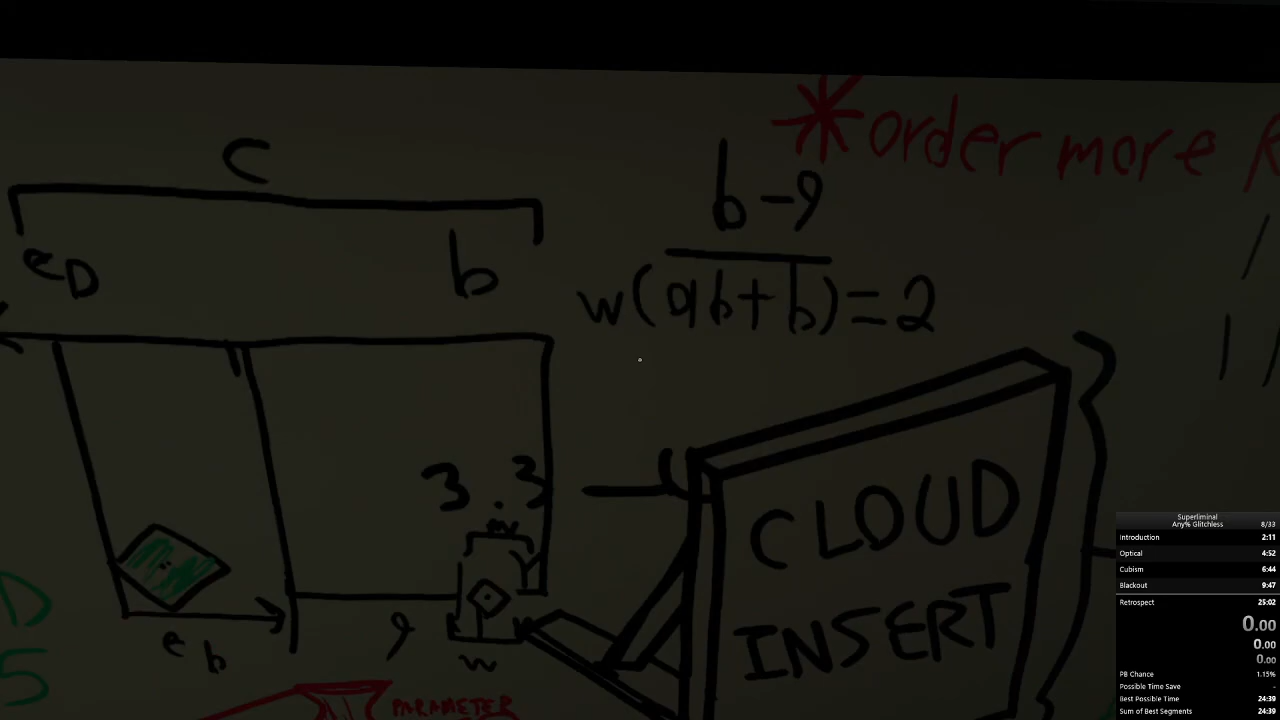 *order more
C
b-9
eD
b
w(ab+b)=2
3.3
CLOUD
INSERT
D
5
e b
9
w
PARAMETER
Superliminal
Any% Glitchless 8/33
Introduction 2:11
Optical 4:52
Cubism 6:44
Blackout 9:47
Retrospect 25:02
0.00
0.00
0.00
PB Chance 1.15%
Possible Time Save -
Best Possible Time 24:39
Sum of Best Segments 24:39